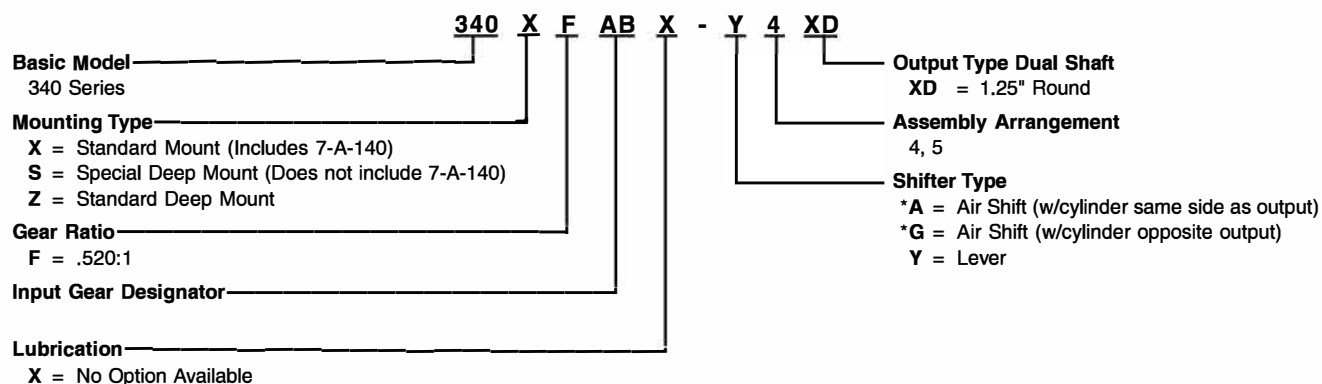 340 X F AB X - Y 4 XD
Basic Model
340 Series
Mounting Type
X = Standard Mount (Includes 7-A-140)
S = Special Deep Mount (Does not include 7-A-140)
Z = Standard Deep Mount
Gear Ratio
F = .520:1
Input Gear Designator
Lubrication
X = No Option Available
Output Type Dual Shaft
XD = 1.25" Round
Assembly Arrangement
4, 5
Shifter Type
*A = Air Shift (w/cylinder same side as output)
*G = Air Shift (w/cylinder opposite output)
Y = Lever